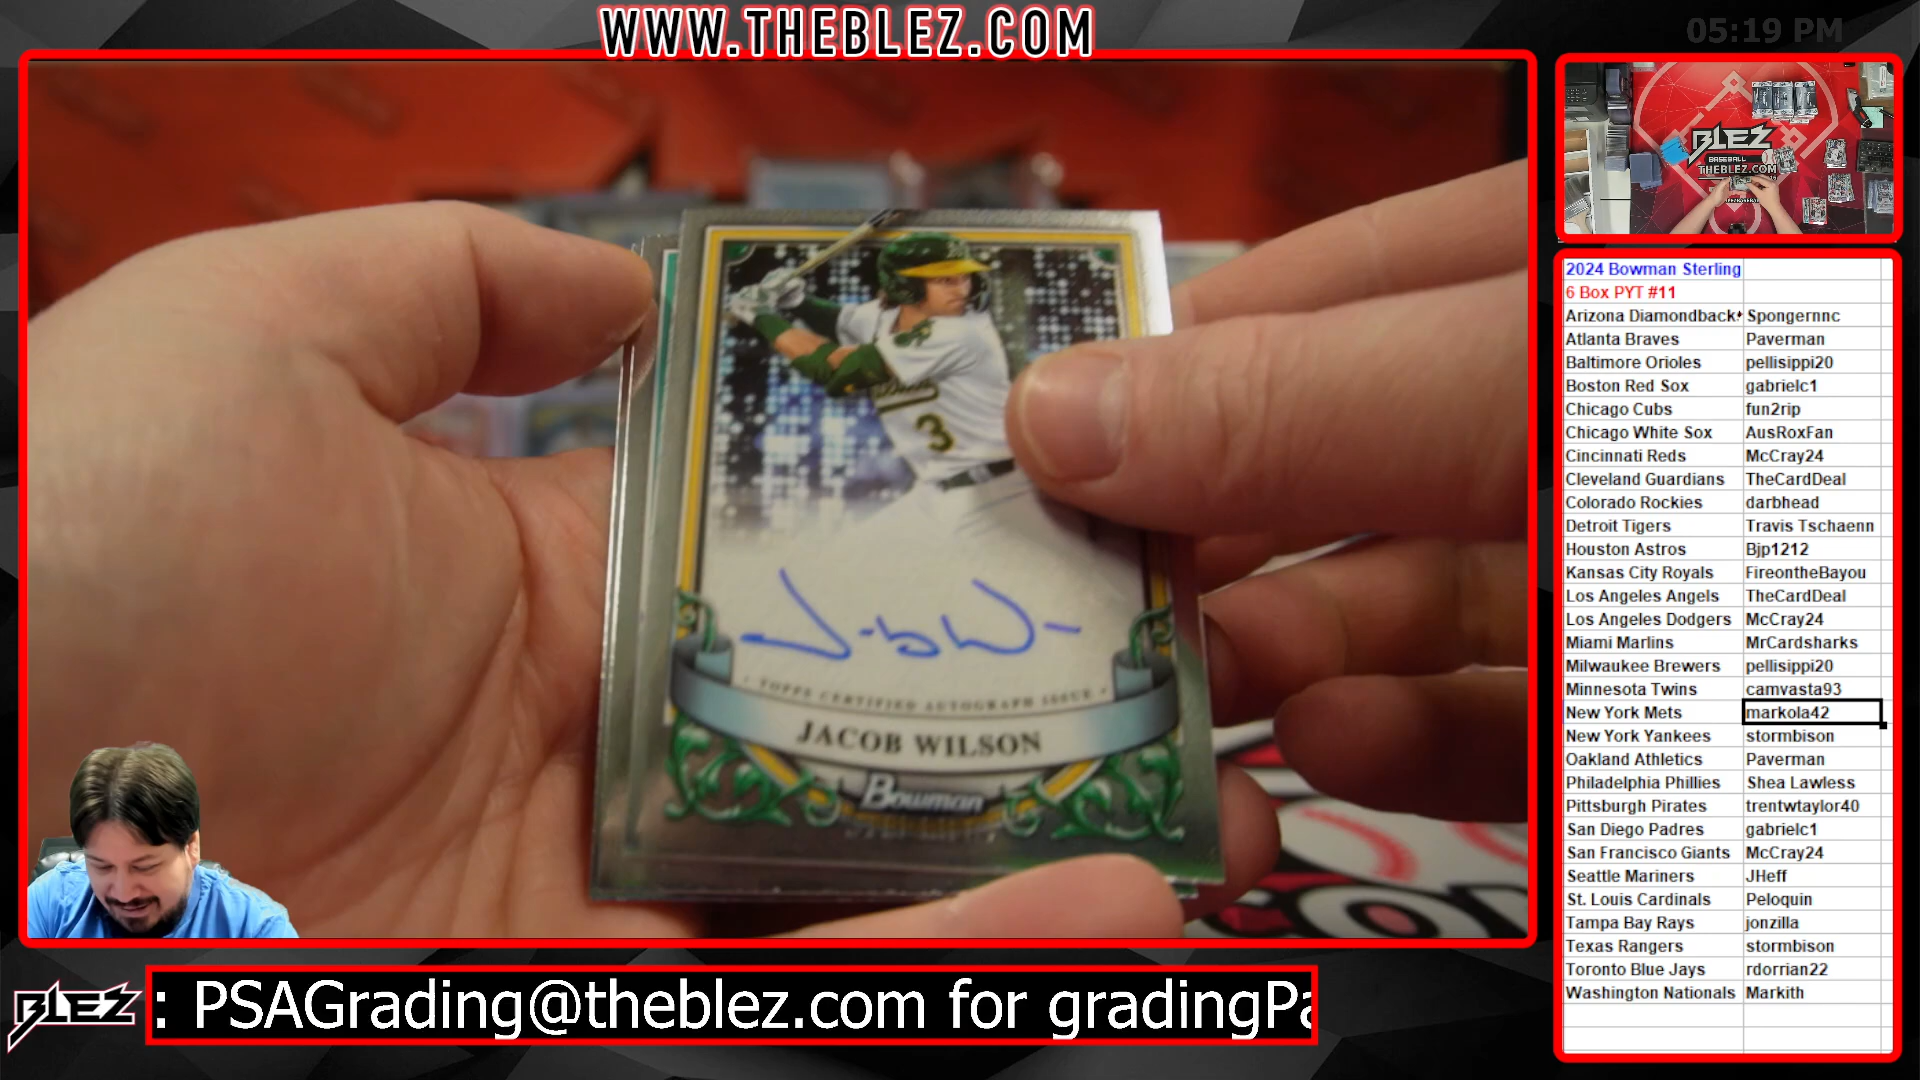 WWW.THEBLEZ.COM
05:19 PM
BLEZ
BASEBALL
THEBLEZ.COM
3
TOPPS CERTIFIED AUTOGRAPH ISSUE
JACOB WILSON
Bowman
2024 Bowman Sterling
6 Box PYT #11
Arizona Diamondback Spongernnc
Atlanta Braves Paverman
Baltimore Orioles pellisippi20
Boston Red Sox gabrielc1
Chicago Cubs fun2rip
Chicago White Sox AusRoxFan
Cincinnati Reds McCray24
Cleveland Guardians TheCardDeal
Colorado Rockies darbhead
Detroit Tigers Travis Tschaenn
Houston Astros Bjp1212
Kansas City Royals FireontheBayou
Los Angeles Angels TheCardDeal
Los Angeles Dodgers McCray24
Miami Marlins MrCardsharks
Milwaukee Brewers pellisippi20
Minnesota Twins camvasta93
New York Mets markola42
New York Yankees stormbison
Oakland Athletics Paverman
Philadelphia Phillies Shea Lawless
Pittsburgh Pirates trentwtaylor40
San Diego Padres gabrielc1
San Francisco Giants McCray24
Seattle Mariners JHeff
St. Louis Cardinals Peloquin
Tampa Bay Rays jonzilla
Texas Rangers stormbison
Toronto Blue Jays rdorrian22
Washington Nationals Markith
BLEZ
: PSAGrading@theblez.com for gradingPa